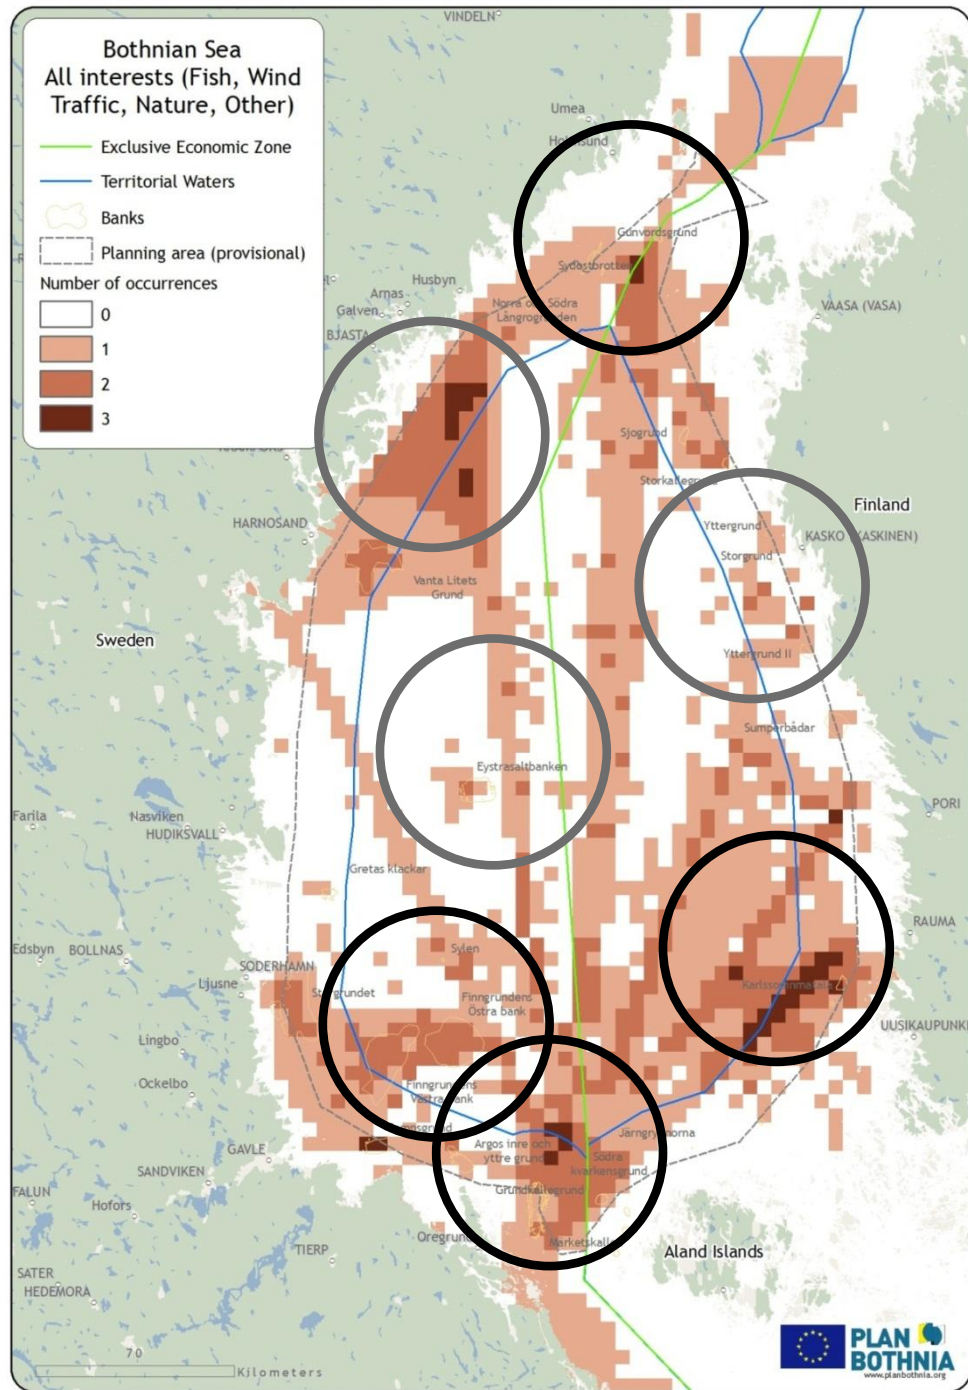 VINDELN
Bothnian Sea
All interests (Fish, Wind
Traffic, Nature, Other)
Exclusive Economic Zone
Territorial Waters
Banks
Planning area (provisional)
Number of occurrences
0
1
2
3
Umea
Holmsund
Gunvordsgrund
Sydostbrotten
Husbyn
Arnas
Galven
BJASTA
Norra och Södra
Långrogrunden
VAASA (VASA)
Sjogrund
Storkallegrund
Finland
HARNOSAND
Yttergrund
KASKO (KASKINEN)
Storgrund
Vanta Litets
Grund
Sweden
Yttergrund II
Sumperbådar
Eystrasaltbanken
PORI
Farila
Nasviken
HUDIKSVALL
Gretas klackar
RAUMA
Edsbyn
BOLLNAS
Sylen
SODERHAMN
Ljusne
Storgrundet
Finngrundens
Östra bank
UUSIKAUPUNKI
Lingbo
Ockelbo
Finngrundens
Västra bank
GAVLE
Argos inre och
yttre grund
Järngrynnorna
Södra
kvarkensgrund
SANDVIKEN
Grundkallegrund
FALUN
Hofors
Oregrund
Marketskallen
Aland Islands
TIERP
SATER
HEDEMORA
70
Kilometers
PLAN
BOTHNIA
www.planbothnia.org